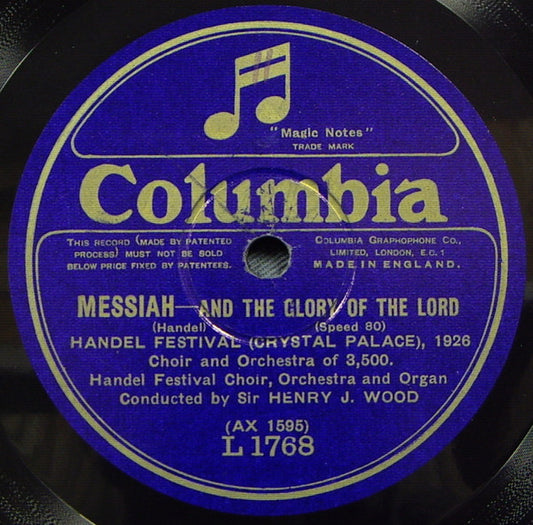 "Magic Notes"
TRADE MARK
Columbia
THIS RECORD (MADE BY PATENTED
PROCESS) MUST NOT BE SOLD
BELOW PRICE FIXED BY PATENTEES.
COLUMBIA GRAPHOPHONE CO.,
LIMITED, LONDON, E.C.1
MADE IN ENGLAND.
MESSIAH—AND THE GLORY OF THE LORD
(Handel) (Speed 80)
HANDEL FESTIVAL (CRYSTAL PALACE), 1926
Choir and Orchestra of 3,500.
Handel Festival Choir, Orchestra and Organ
Conducted by Sir HENRY J. WOOD
(AX 1595)
L 1768